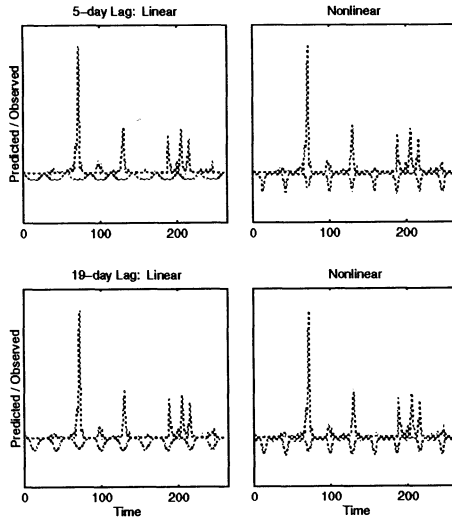 5-day Lag: Linear
Nonlinear
Predicted / Observed
0 100 200
0 100 200
19-day Lag: Linear
Nonlinear
Predicted / Observed
0 100 200
0 100 200
Time
Time